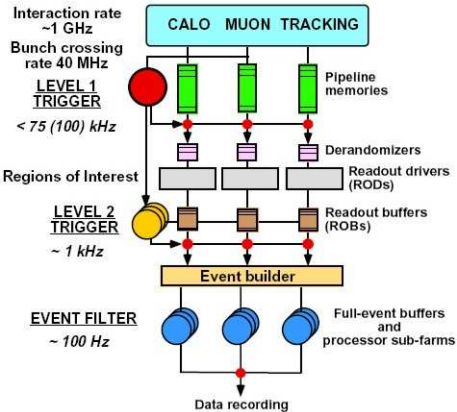 Interaction rate
~1 GHz
CALO MUON TRACKING
Bunch crossing
rate 40 MHz
LEVEL 1
TRIGGER
< 75 (100) kHz
Pipeline
memories
Derandomizers
Regions of Interest
Readout drivers
(RODs)
LEVEL 2
TRIGGER
~ 1 kHz
Readout buffers
(ROBs)
Event builder
EVENT FILTER
~ 100 Hz
Full-event buffers
and
processor sub-farms
Data recording